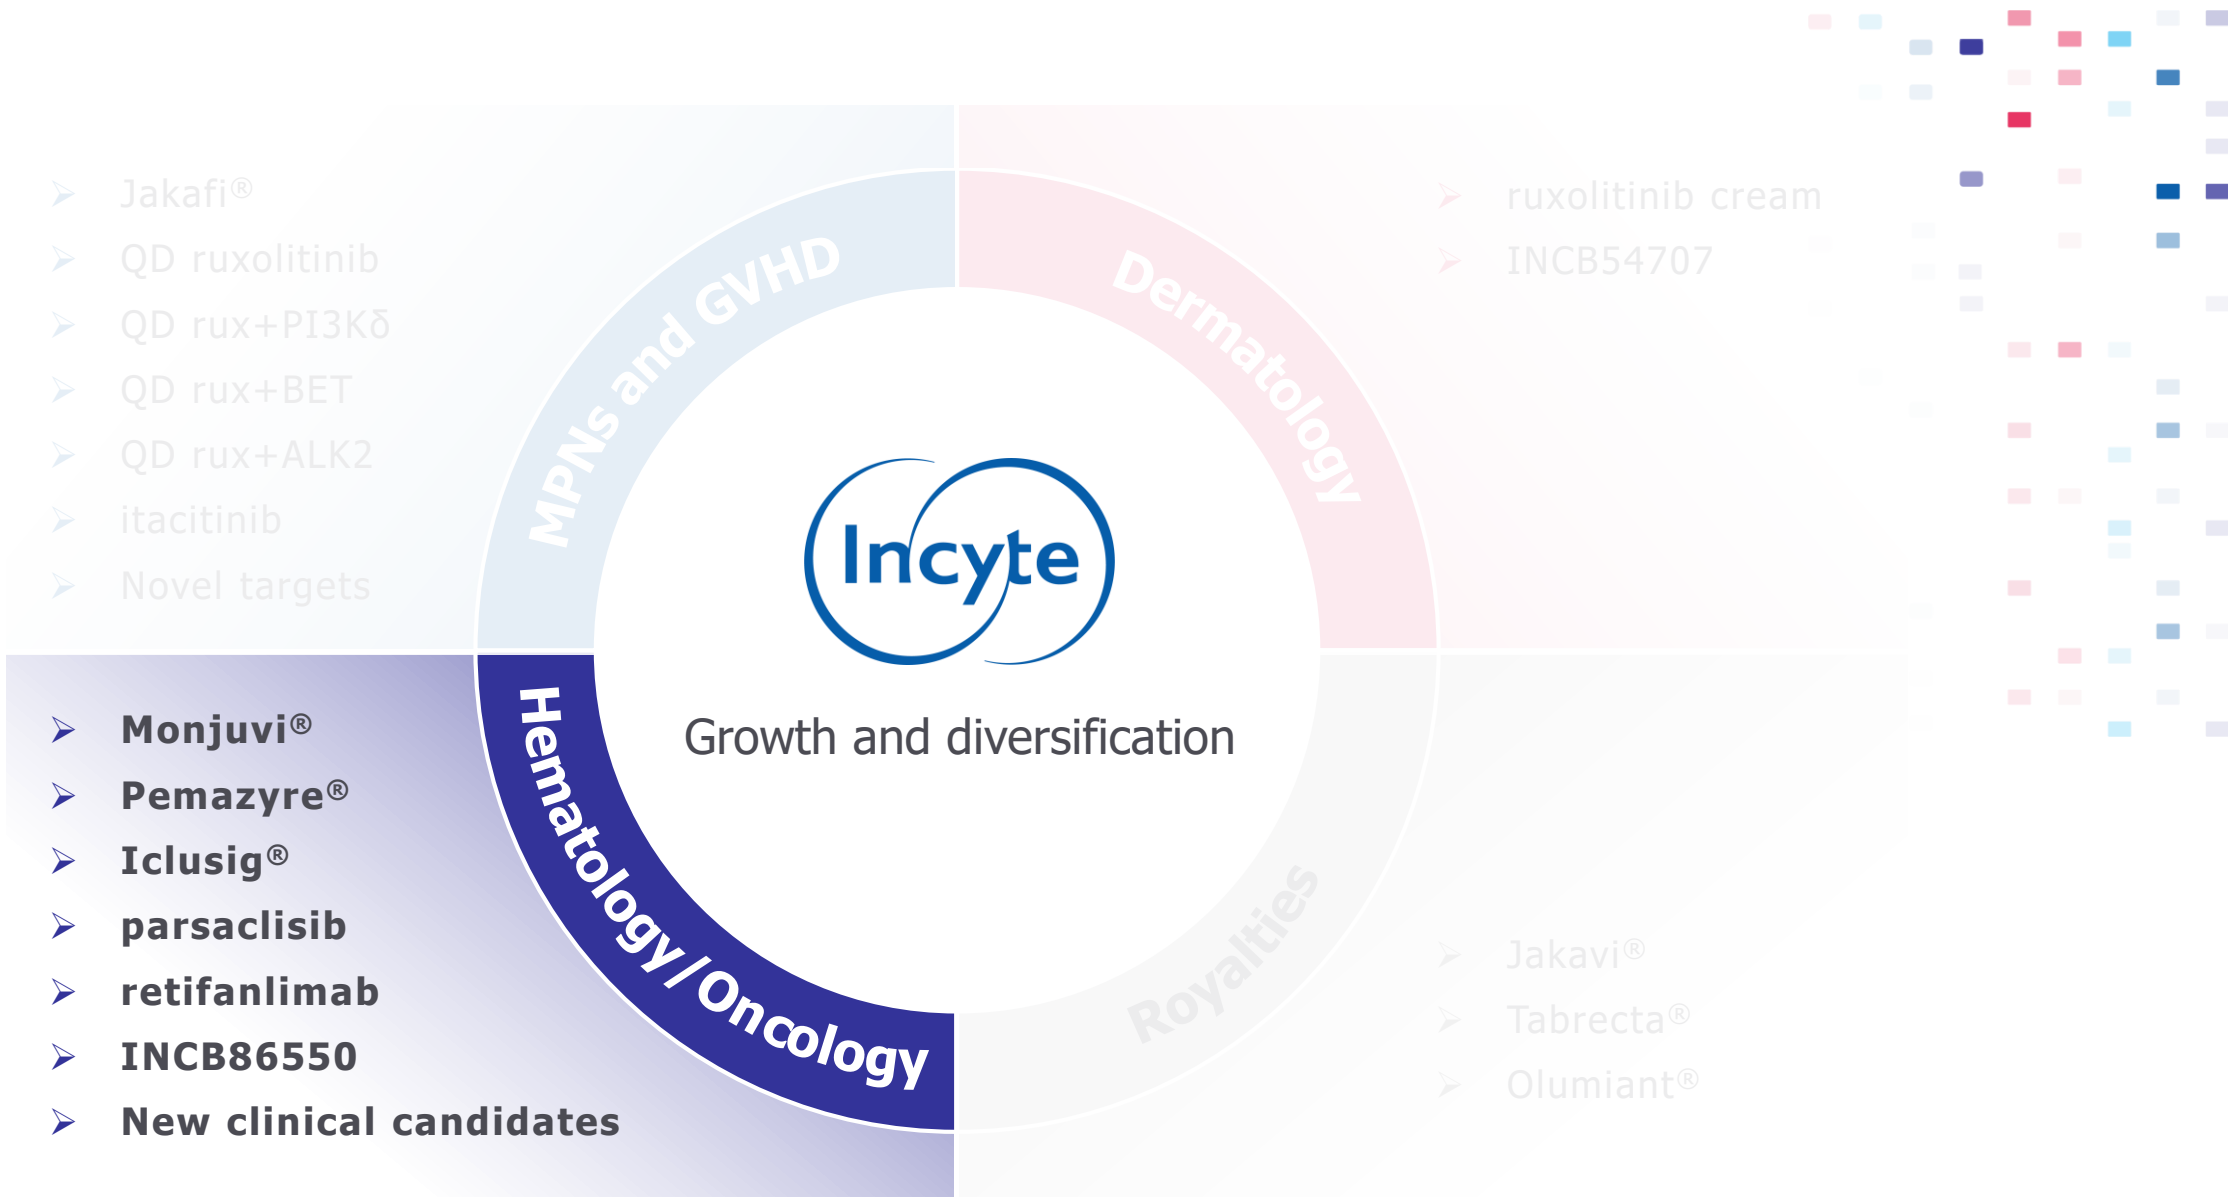 Jakafi®
QD ruxolitinib
QD rux+PI3Kδ
QD rux+BET
QD rux+ALK2
itacitinib
Novel targets
MPNs and GVHD
Dermatology
ruxolitinib cream
INCB54707
Incyte
Growth and diversification
Monjuvi®
Pemazyre®
Iclusig®
parsaclisib
retifanlimab
INCB86550
New clinical candidates
Hematology/Oncology
Royalties
Jakavi®
Tabrecta®
Olumiant®